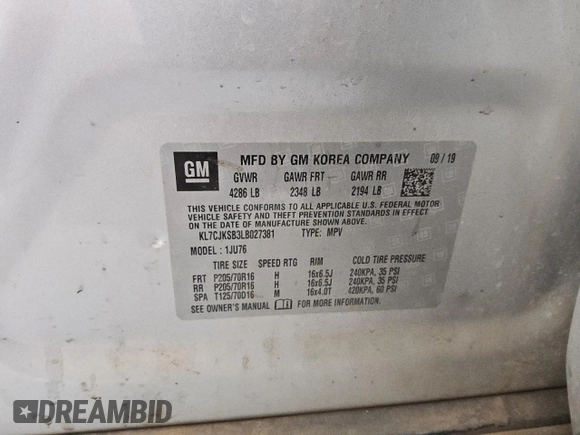 GM
MFD BY GM KOREA COMPANY 09/19
GVWR GAWR FRT GAWR RR
4286 LB 2348 LB 2194 LB
THIS VEHICLE CONFORMS TO ALL APPLICABLE U.S. FEDERAL MOTOR
VEHICLE SAFETY AND THEFT PREVENTION STANDARDS IN EFFECT
ON THE DATE OF MANUFACTURE SHOWN ABOVE.
KL7CJKSB3LB027381 TYPE: MPV
MODEL: 1JU76
TIRE SIZE SPEED RTG RIM COLD TIRE PRESSURE
FRT P205/70R16 H 16x6.5J 240KPA, 35 PSI
RR P205/70R16 H 16x6.5J 240KPA, 35 PSI
SPA T125/70D16 M 16x4.0T 420KPA, 60 PSI
SEE OWNER'S MANUAL FOR MORE INFORMATION.
DREAMBID